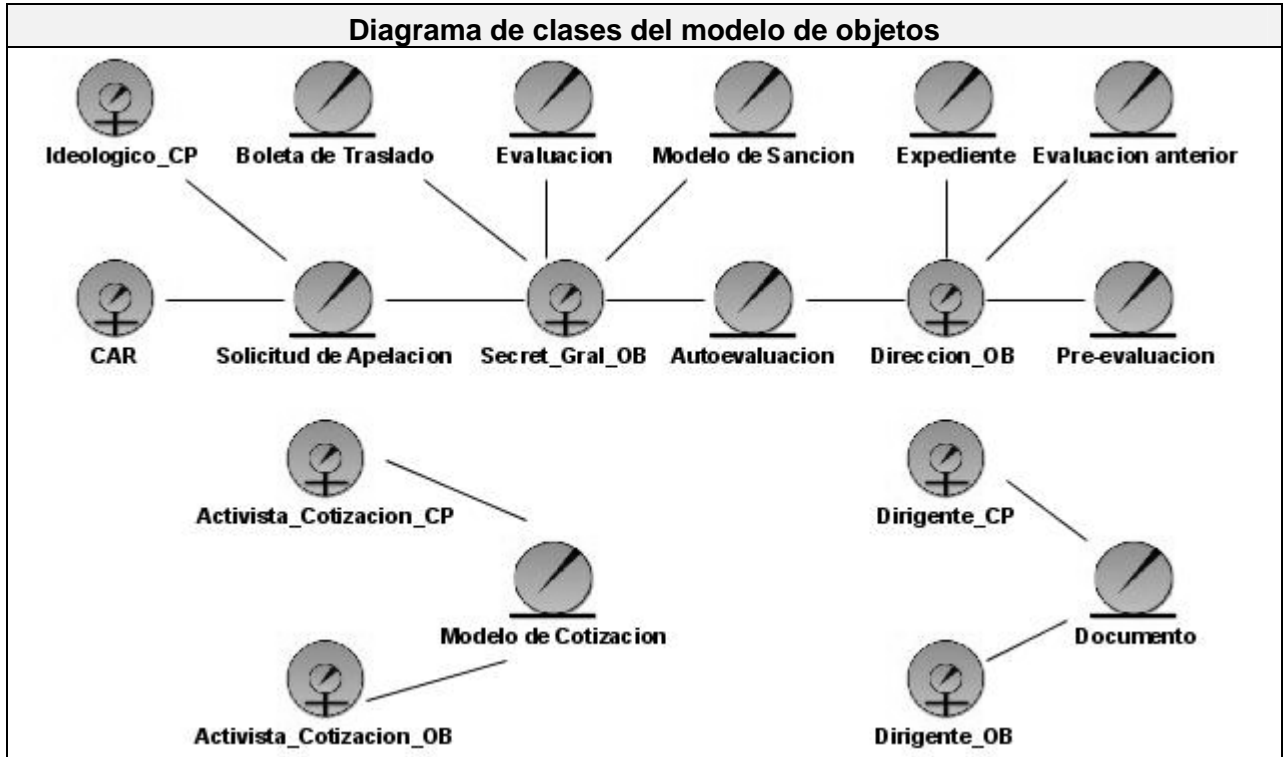 Diagrama de clases del modelo de objetos
Ideologico_CP Boleta de Traslado Evaluacion Modelo de Sancion Expediente Evaluacion anterior
CAR Solicitud de Apelacion Secret_Gral_OB Autoevaluacion Direccion_OB Pre-evaluacion
Activista_Cotizacion_CP Dirigente_CP
Modelo de Cotizacion Documento
Activista_Cotizacion_OB Dirigente_OB